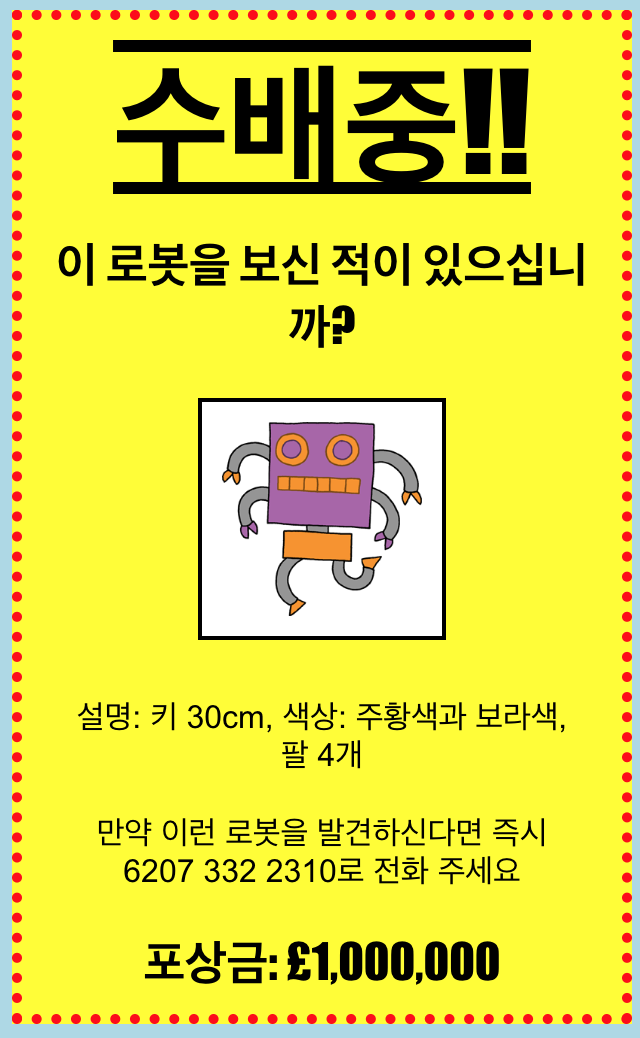 수배중!!
이 로봇을 보신 적이 있으십니
까?
설명: 키 30cm, 색상: 주황색과 보라색,
팔 4개
만약 이런 로봇을 발견하신다면 즉시
6207 332 2310로 전화 주세요
포상금: £1,000,000